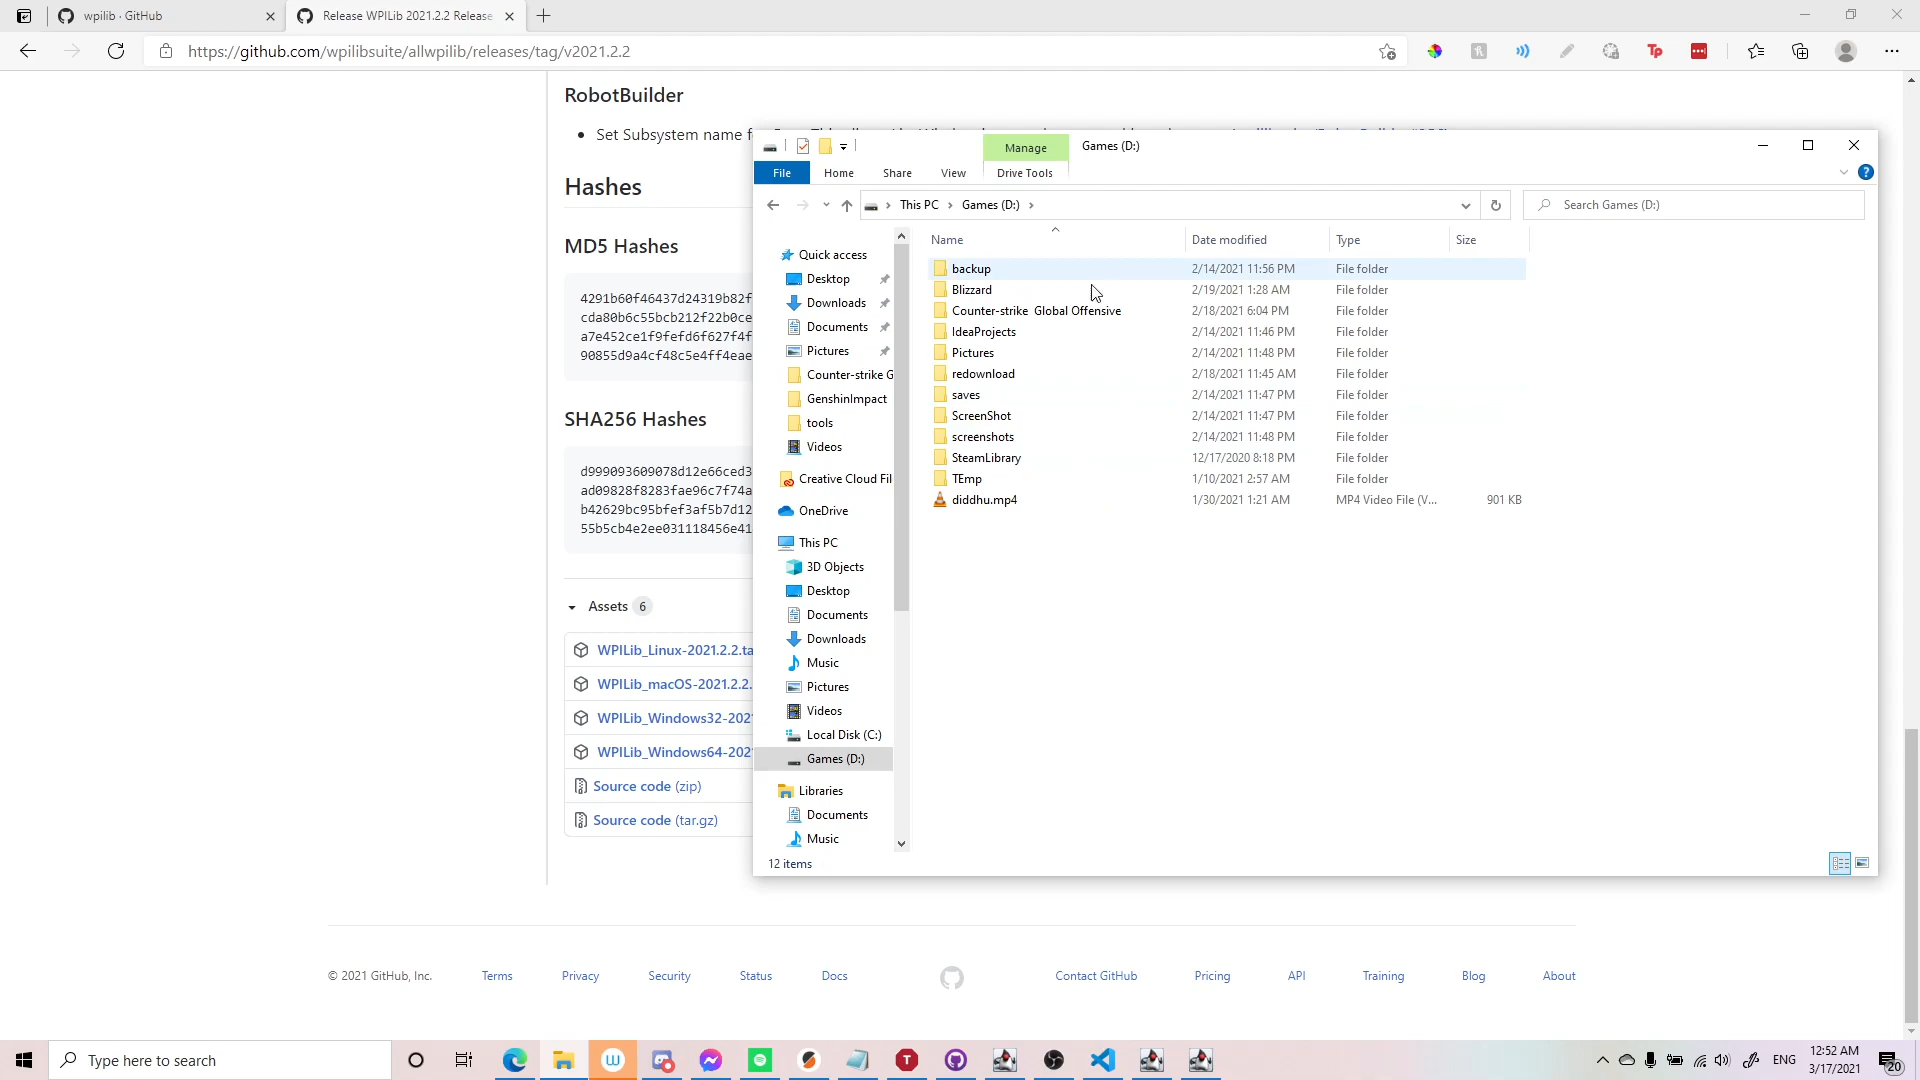 wpilib · GitHub
Release WPILib 2021.2.2 Release
https://github.com/wpilibsuite/allwpilib/releases/tag/v2021.2.2
RobotBuilder
Set Subsystem name f
Hashes
MD5 Hashes
4291b60f46437d24319b82f
cda80b6c55bcb212f22b0ce
a7e452ce1f9fefd6f627f4f
90855d9a4cf48c5e4ff4eae
SHA256 Hashes
d999093609078d12e66ced3
ad09828f8283fae96c7f74a
b42629bc95bfef3af5b7d12
55b5cb4e2ee031118456e41
Assets 6
WPILib_Linux-2021.2.2.ta
WPILib_macOS-2021.2.2.
WPILib_Windows32-202
WPILib_Windows64-202
Source code (zip)
Source code (tar.gz)
Manage
Games (D:)
File
Home
Share
View
Drive Tools
This PC
Games (D:)
Search Games (D:)
Quick access
Desktop
Downloads
Documents
Pictures
Counter-strike G
GenshinImpact
tools
Videos
Creative Cloud Fil
OneDrive
This PC
3D Objects
Desktop
Documents
Downloads
Music
Pictures
Videos
Local Disk (C:)
Games (D:)
Libraries
Documents
Music
Name Date modified Type Size
backup 2/14/2021 11:56 PM File folder
Blizzard 2/19/2021 1:28 AM File folder
Counter-strike Global Offensive 2/18/2021 6:04 PM File folder
IdeaProjects 2/14/2021 11:46 PM File folder
Pictures 2/14/2021 11:48 PM File folder
redownload 2/18/2021 11:45 AM File folder
saves 2/14/2021 11:47 PM File folder
ScreenShot 2/14/2021 11:47 PM File folder
screenshots 2/14/2021 11:48 PM File folder
SteamLibrary 12/17/2020 8:18 PM File folder
TEmp 1/10/2021 2:57 AM File folder
diddhu.mp4 1/30/2021 1:21 AM MP4 Video File (V... 901 KB
12 items
© 2021 GitHub, Inc. Terms Privacy Security Status Docs Contact GitHub Pricing API Training Blog About
Type here to search
ENG
12:52 AM
3/17/2021
20